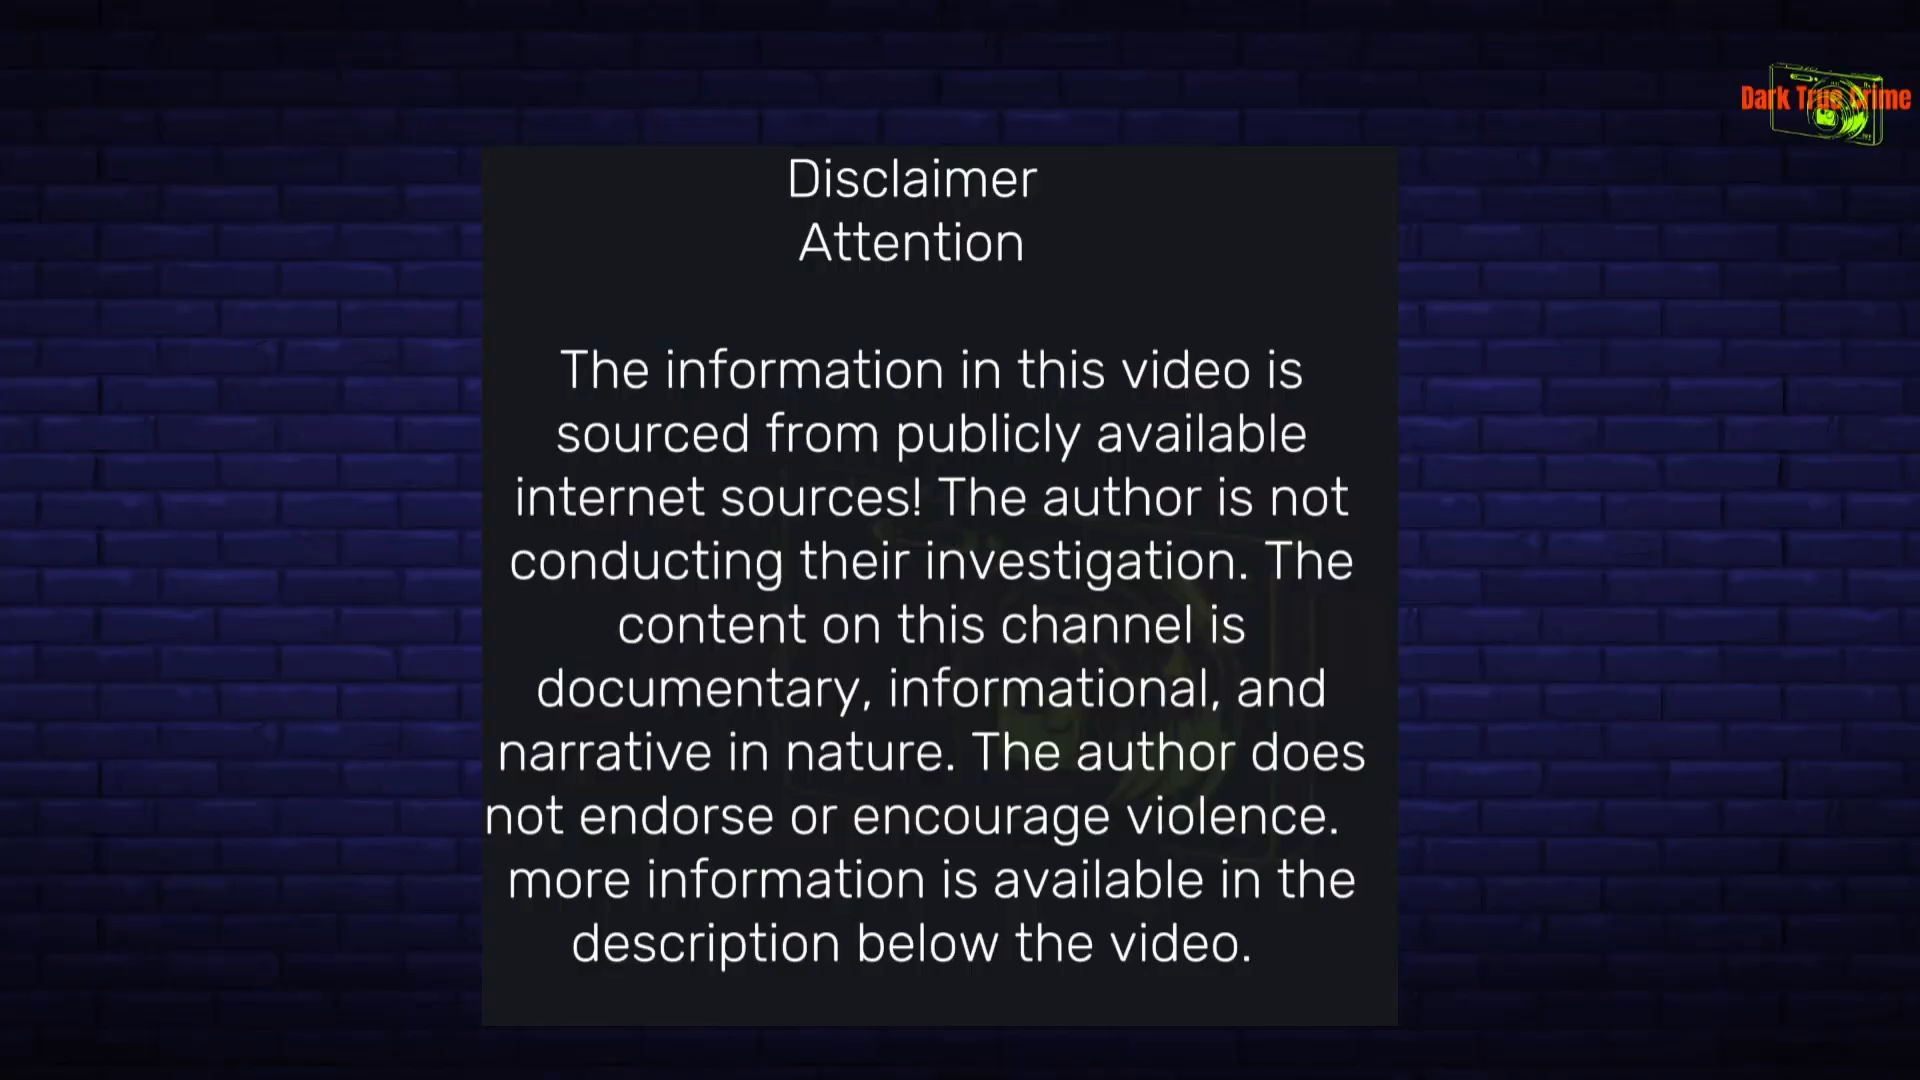 Dark True Crime
Disclaimer
Attention
The information in this video is
sourced from publicly available
internet sources! The author is not
conducting their investigation. The
content on this channel is
documentary, informational, and
narrative in nature. The author does
not endorse or encourage violence.
more information is available in the
description below the video.